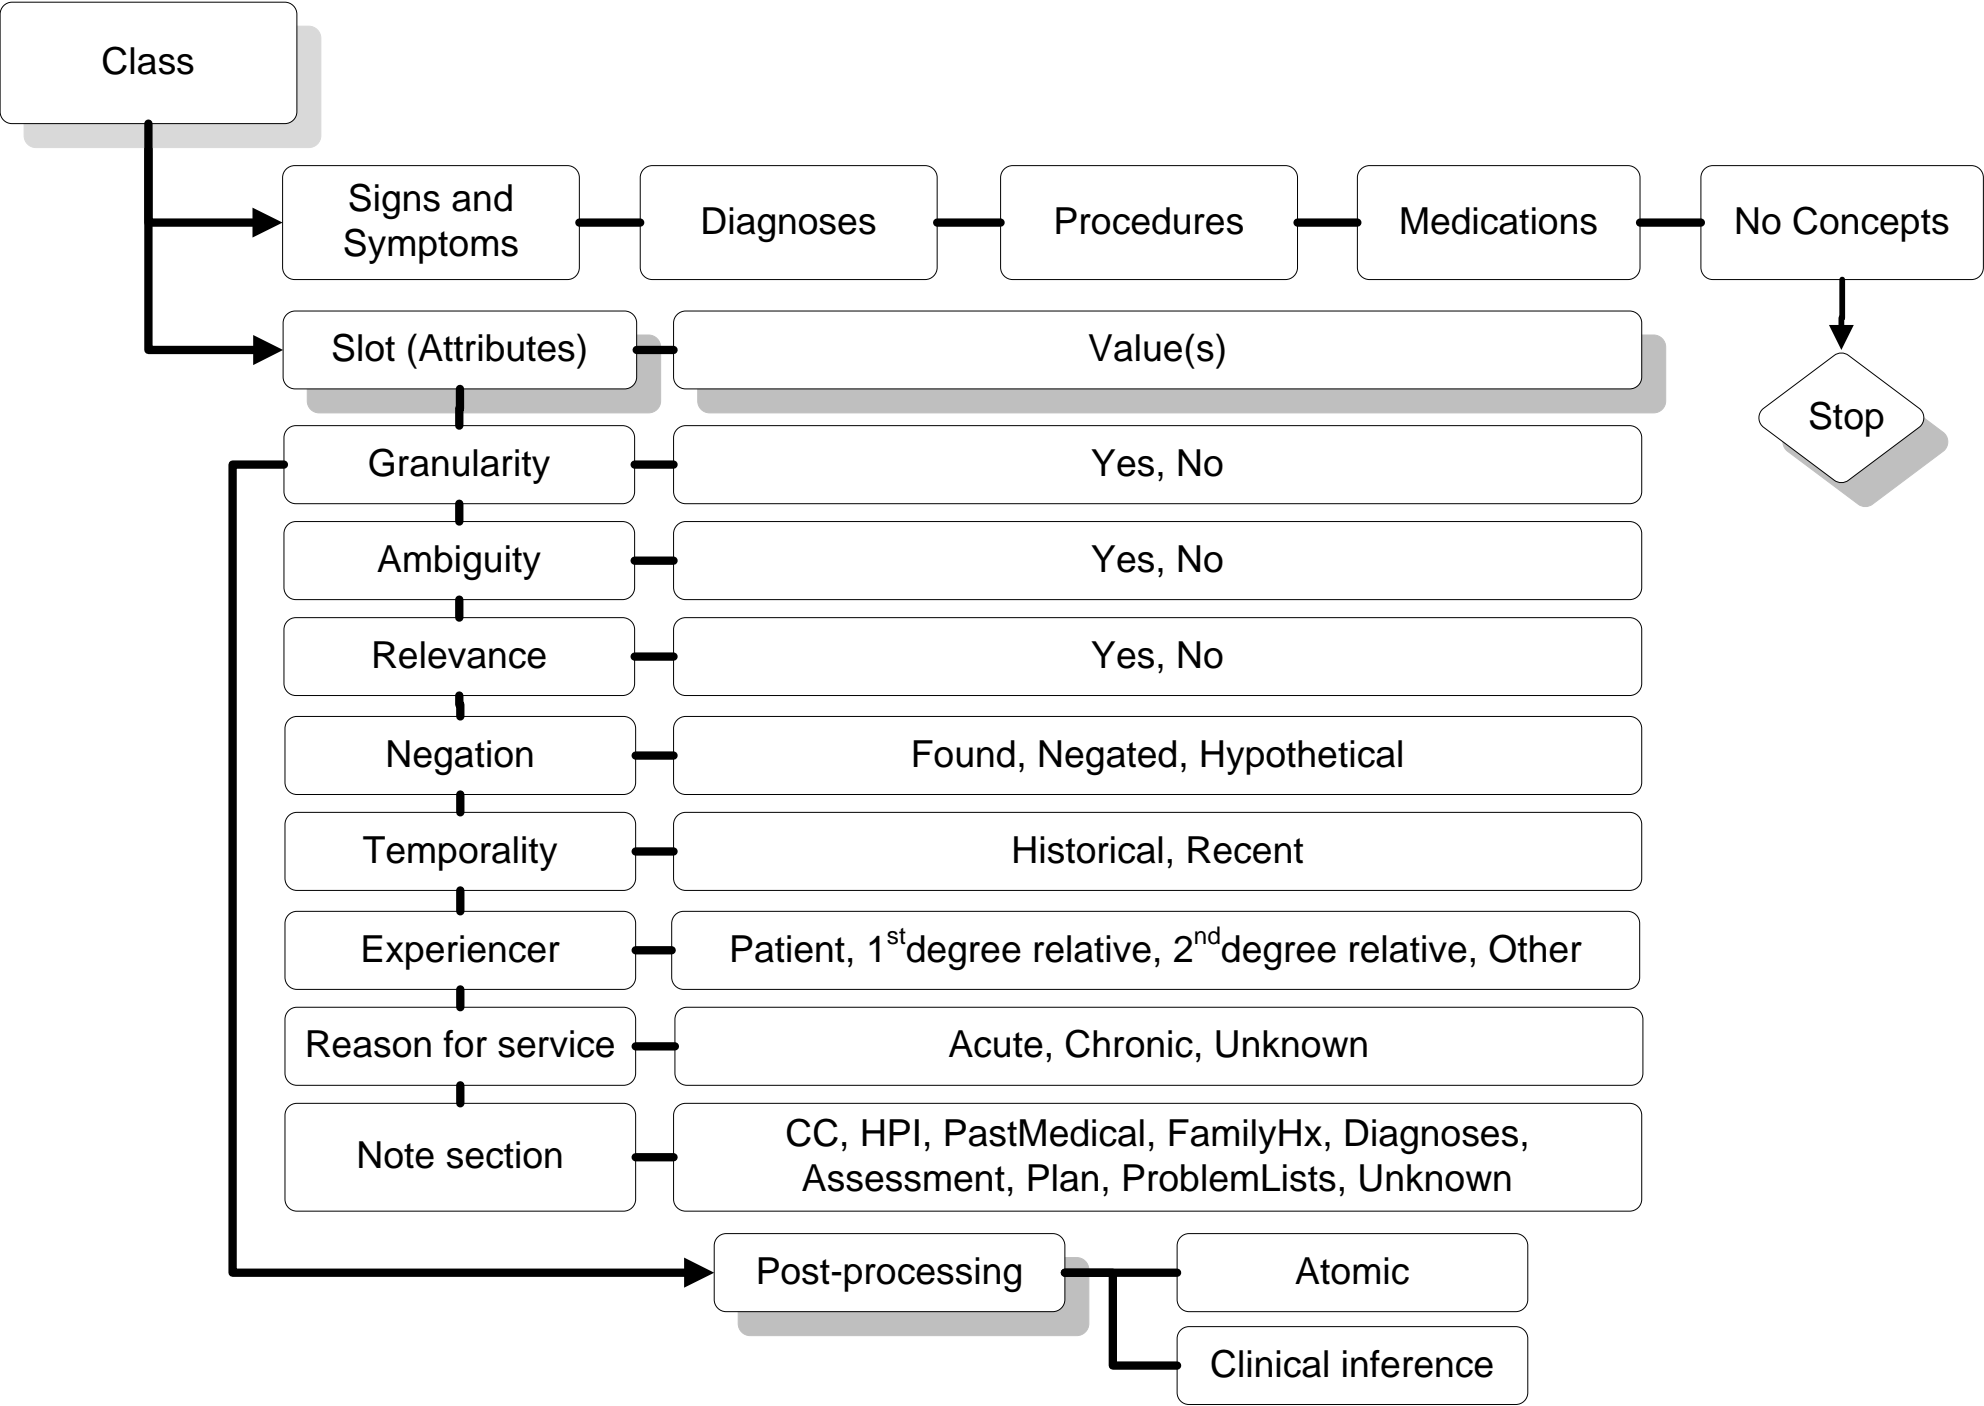 Class
Signs and
Symptoms
Diagnoses
Procedures
Medications
No Concepts
Slot (Attributes)
Value(s)
Stop
Granularity
Yes, No
Ambiguity
Yes, No
Relevance
Yes, No
Negation
Found, Negated, Hypothetical
Temporality
Historical, Recent
Experiencer
Patient, 1st degree relative, 2nd degree relative, Other
Reason for service
Acute, Chronic, Unknown
Note section
CC, HPI, PastMedical, FamilyHx, Diagnoses,
Assessment, Plan, ProblemLists, Unknown
Post-processing
Atomic
Clinical inference